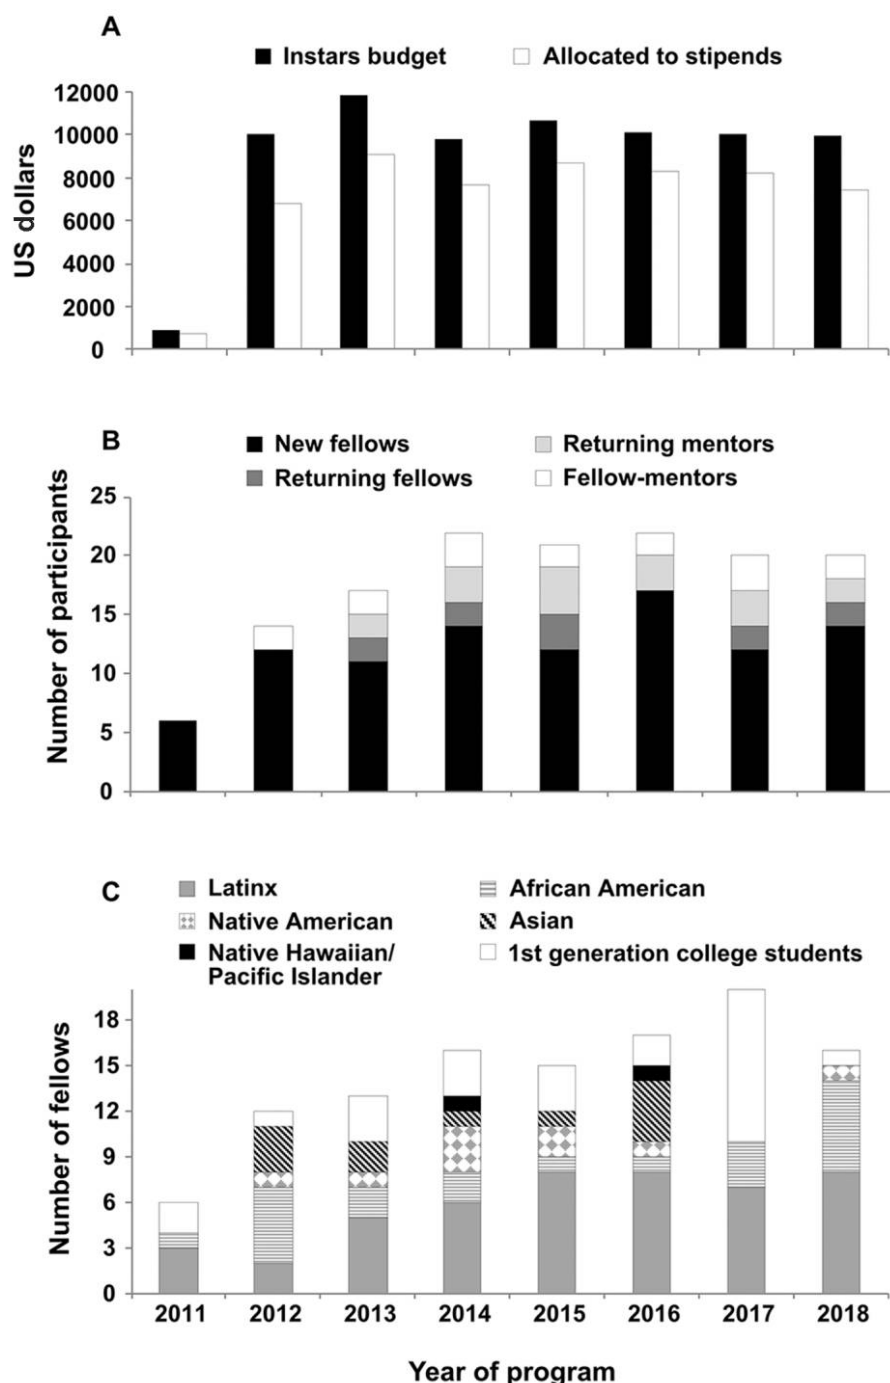 A
Instars budget Allocated to stipends
12000
10000
8000
6000
4000
2000
0
US dollars
B
New fellows Returning mentors
Returning fellows Fellow-mentors
25
20
15
10
5
0
Number of participants
C
Latinx African American
Native American Asian
Native Hawaiian/ 1st generation college students
Pacific Islander
18
15
12
9
6
3
0
Number of fellows
2011 2012 2013 2014 2015 2016 2017 2018
Year of program